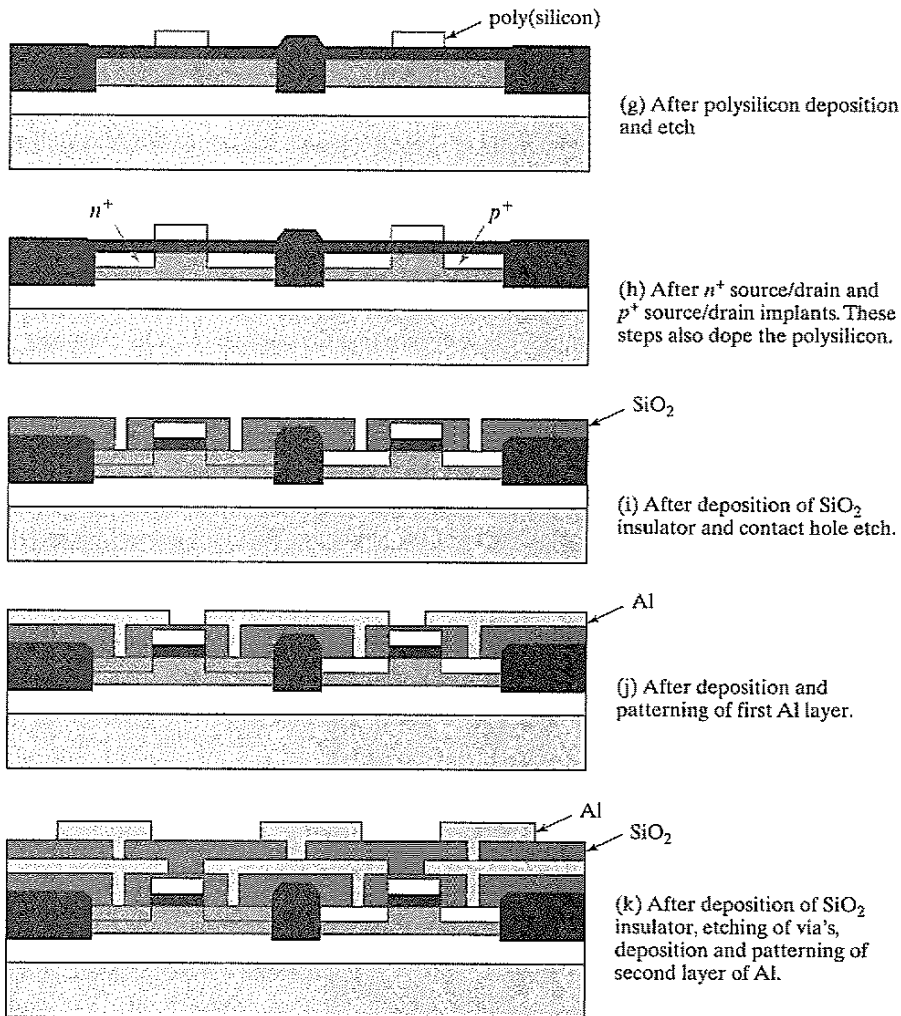 poly(silicon)
(g) After polysilicon deposition
and etch
n+
p+
(h) After n+ source/drain and
p+ source/drain implants. These
steps also dope the polysilicon.
SiO2
(i) After deposition of SiO2
insulator and contact hole etch.
Al
(j) After deposition and
patterning of first Al layer.
Al
SiO2
(k) After deposition of SiO2
insulator, etching of via's,
deposition and patterning of
second layer of Al.